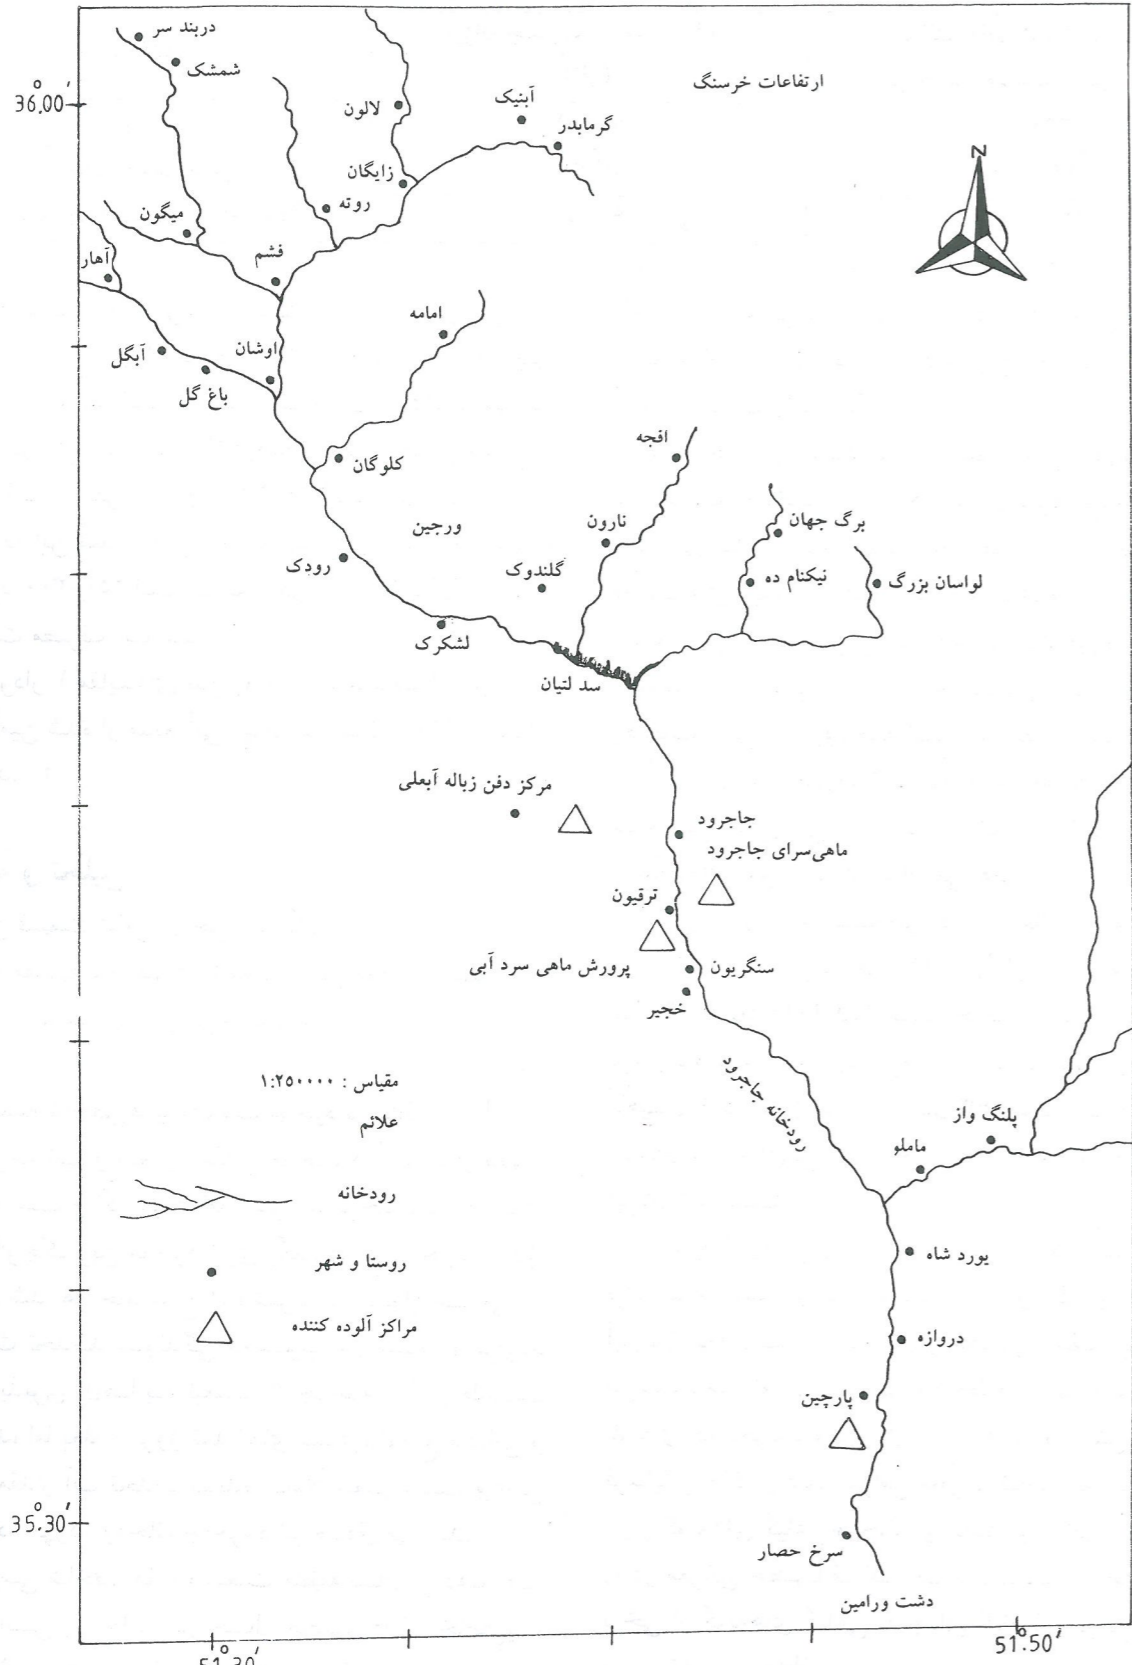 دربند سر
شمشک
36°00'
لالون
آبنیک
ارتفاعات خرسنگ
گرمابدر
زایگان
روته
N
میگون
فشم
آهار
امامه
اوشان
آبگل
باغ گل
کلوگان
افجه
ورجین
نارون
برگ جهان
رودک
گلندوک
نیکنام ده
لواسان بزرگ
لشکرک
سد لتیان
مرکز دفن زباله آبعلی
جاجرود
ماهی‌سرای جاجرود
ترقیون
پرورش ماهی سرد آبی
سنگریون
خجیر
رودخانه جاجرود
مقیاس : ۱:۲۵۰۰۰۰
علائم
پلنگ واز
ماملو
رودخانه
یورد شاه
روستا و شهر
مراکز آلوده کننده
دروازه
پارچین
35°30'
سرخ حصار
دشت ورامین
51°30'
51°50'